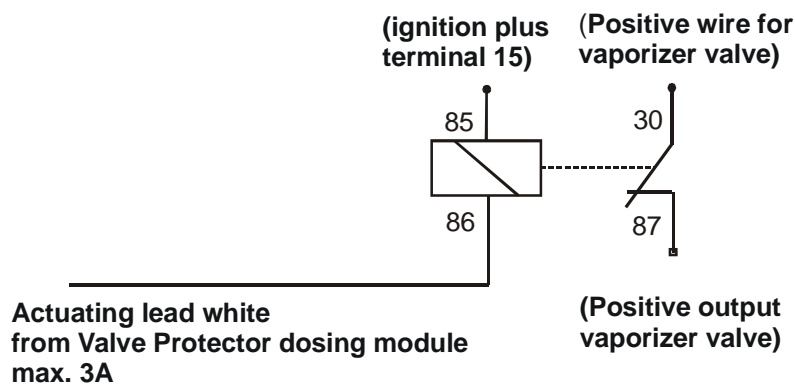 (ignition plus
terminal 15)
(Positive wire for
vaporizer valve)
85
30
86
87
Actuating lead white
from Valve Protector dosing module
max. 3A
(Positive output
vaporizer valve)